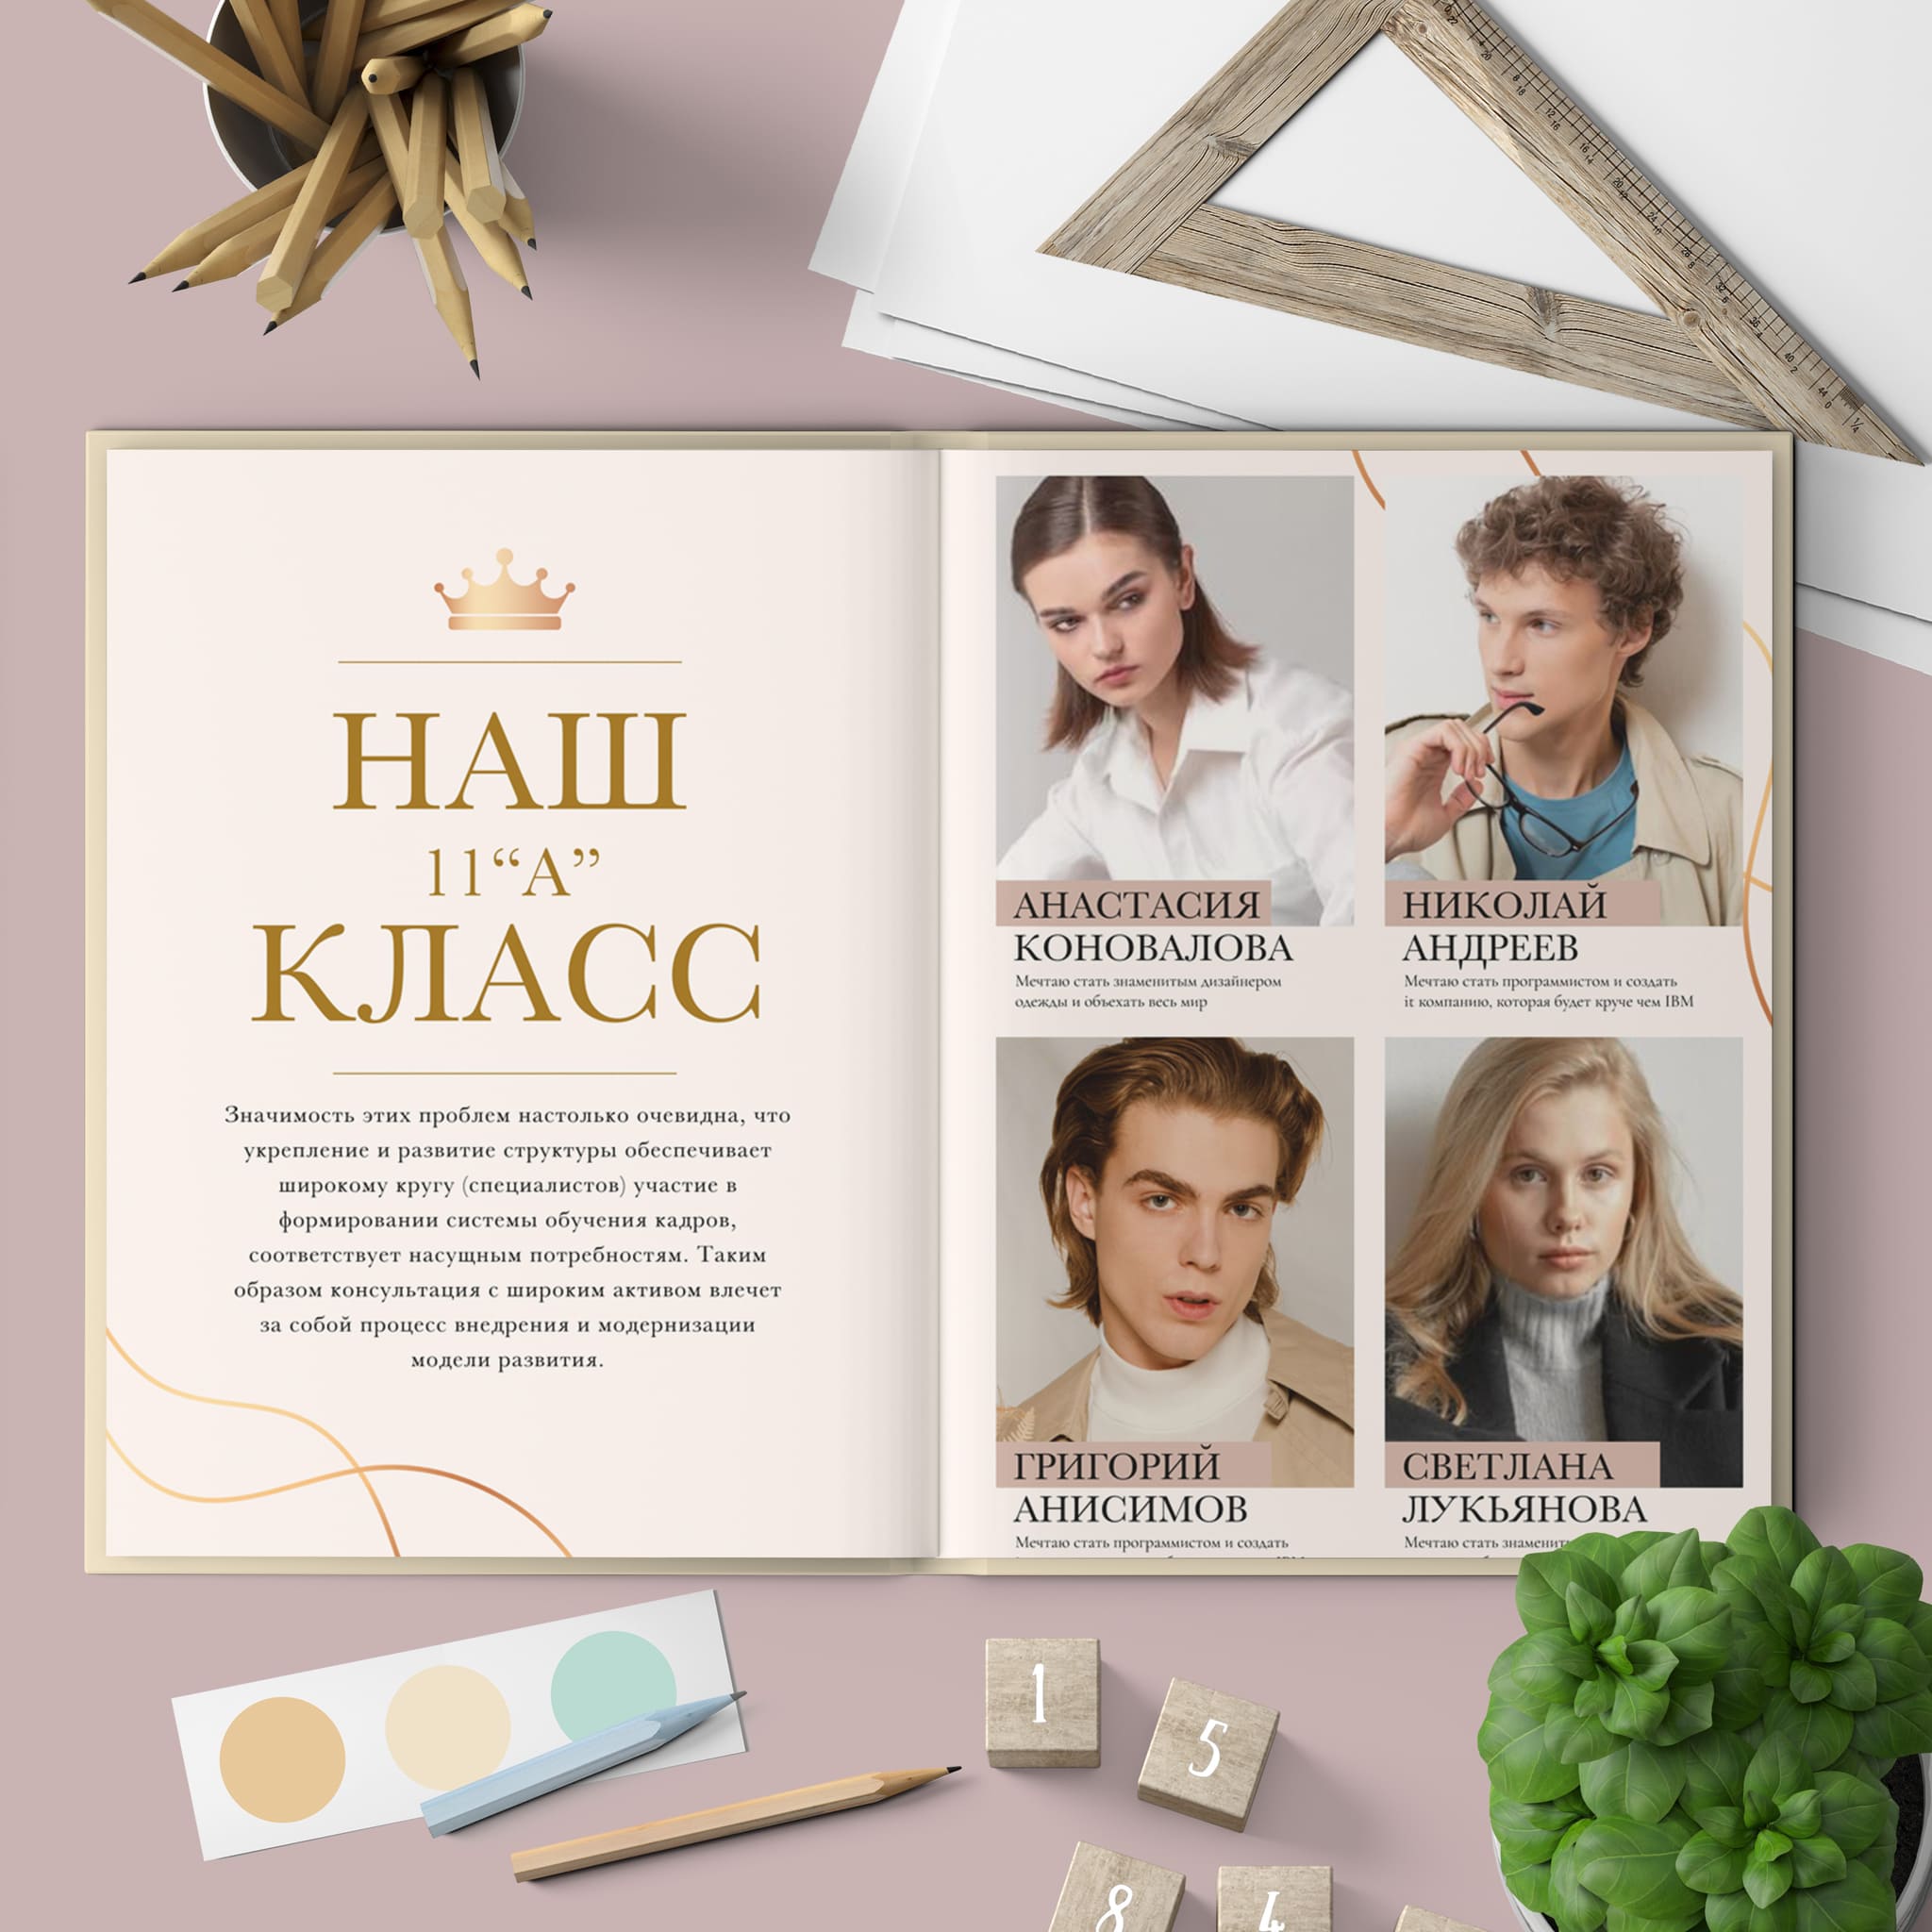 НАШ
11“А”
КЛАСС
Значимость этих проблем настолько очевидна, что
укрепление и развитие структуры обеспечивает
широкому кругу (специалистов) участие в
формировании системы обучения кадров,
соответствует насущным потребностям. Таким
образом консультация с широким активом влечет
за собой процесс внедрения и модернизации
модели развития.
АНАСТАСИЯ
КОНОВАЛОВА
Мечтаю стать знаменитым дизайнером
одежды и объехать весь мир
НИКОЛАЙ
АНДРЕЕВ
Мечтаю стать программистом и создать
it компанию, которая будет круче чем IBM
ГРИГОРИЙ
АНИСИМОВ
Мечтаю стать программистом и создать
СВЕТЛАНА
ЛУКЬЯНОВА
Мечтаю стать
1
5
8
4